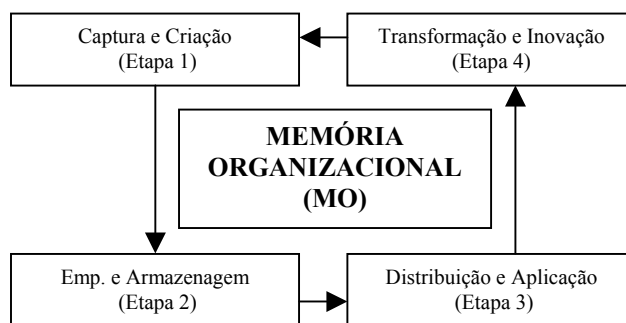 Captura e Criação
(Etapa 1)
Transformação e Inovação
(Etapa 4)
MEMÓRIA
ORGANIZACIONAL
(MO)
Emp. e Armazenagem
(Etapa 2)
Distribuição e Aplicação
(Etapa 3)